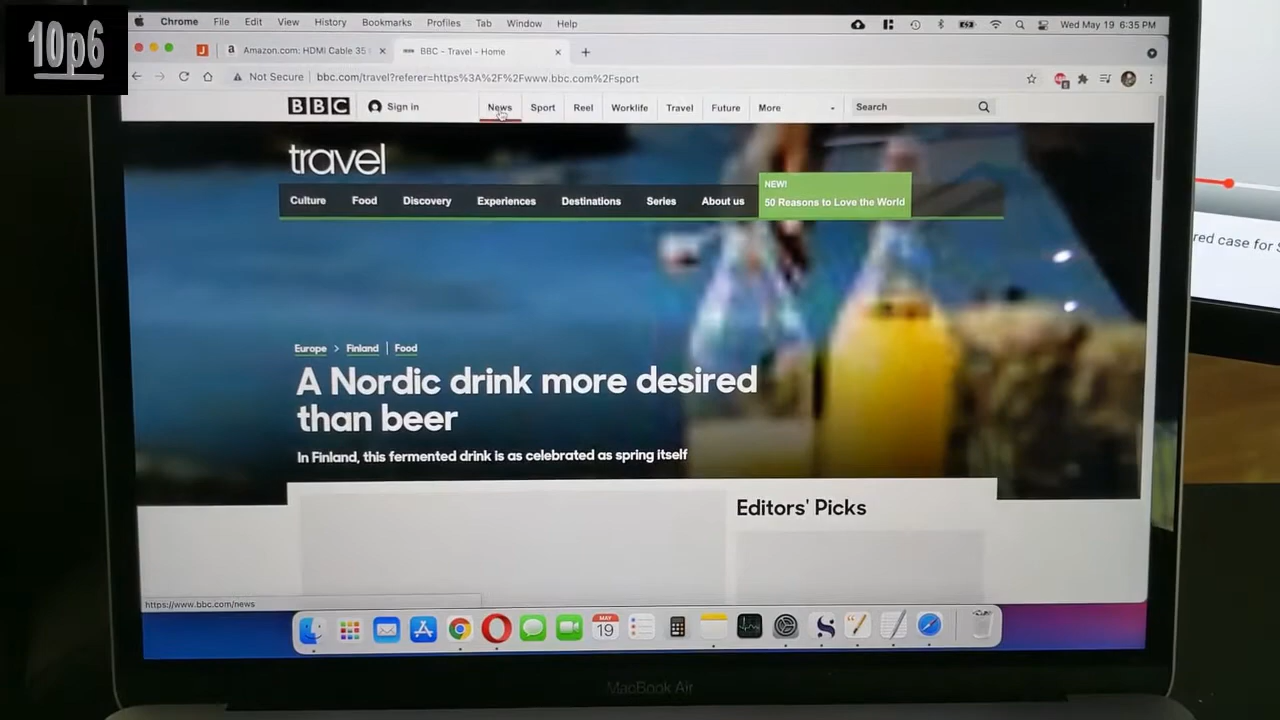 10p6
Chrome File Edit View History Bookmarks Profiles Tab Window Help Wed May 19 6:35 PM
Amazon.com: HDMI Cable 35 BBC - Travel - Home
Not Secure bbc.com/travel?referer=https%3A%2F%2Fwww.bbc.com%2Fsport
BBC Sign in News Sport Reel Worklife Travel Future More Search
travel
NEW!
Culture Food Discovery Experiences Destinations Series About us 50 Reasons to Love the World
red case for S
Europe > Finland | Food
A Nordic drink more desired
than beer
In Finland, this fermented drink is as celebrated as spring itself
Editors' Picks
https://www.bbc.com/news
MAY
19
MacBook Air